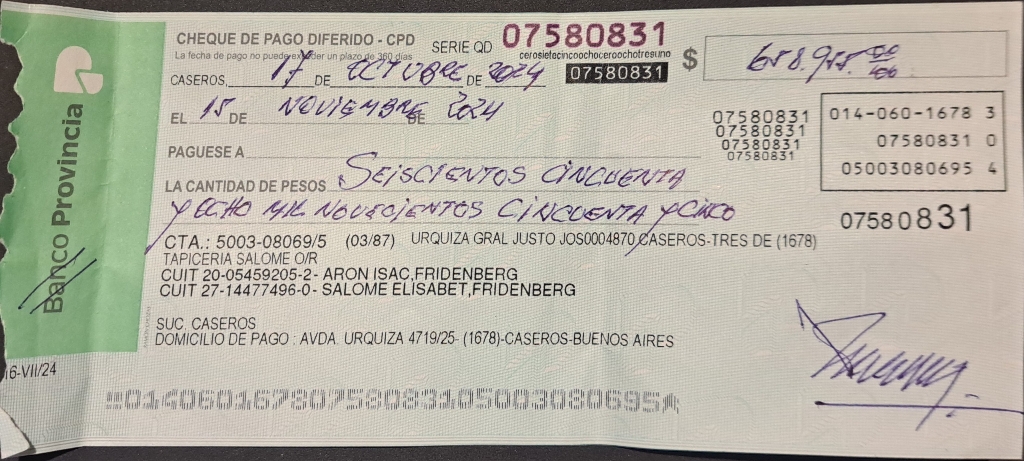 Banco Provincia
CHEQUE DE PAGO DIFERIDO - CPD
La fecha de pago no puede exceder un plazo de 360 días
SERIE QD 07580831
cerosietecincoochoceroochotresuno
07580831
$ 658.955.00/100
CASEROS, 17 DE OCTUBRE DE 2024
EL 15 DE NOVIEMBRE DE 2024
07580831
07580831
07580831
07580831
014-060-1678 3
07580831 0
05003080695 4
PAGUESE A
LA CANTIDAD DE PESOS SEISCIENTOS CINCUENTA
Y OCHO MIL NOVECIENTOS CINCUENTA Y CINCO
07580831
CTA.: 5003-08069/5 (03/87) URQUIZA GRAL JUSTO JOS0004870,CASEROS-TRES DE (1678)
TAPICERIA SALOME O/R
CUIT 20-05459205-2- ARON ISAC,FRIDENBERG
CUIT 27-14477496-0- SALOME ELISABET,FRIDENBERG
SUC. CASEROS
DOMICILIO DE PAGO : AVDA. URQUIZA 4719/25- (1678)-CASEROS-BUENOS AIRES
16-VII/24
01406016780758083105003080695